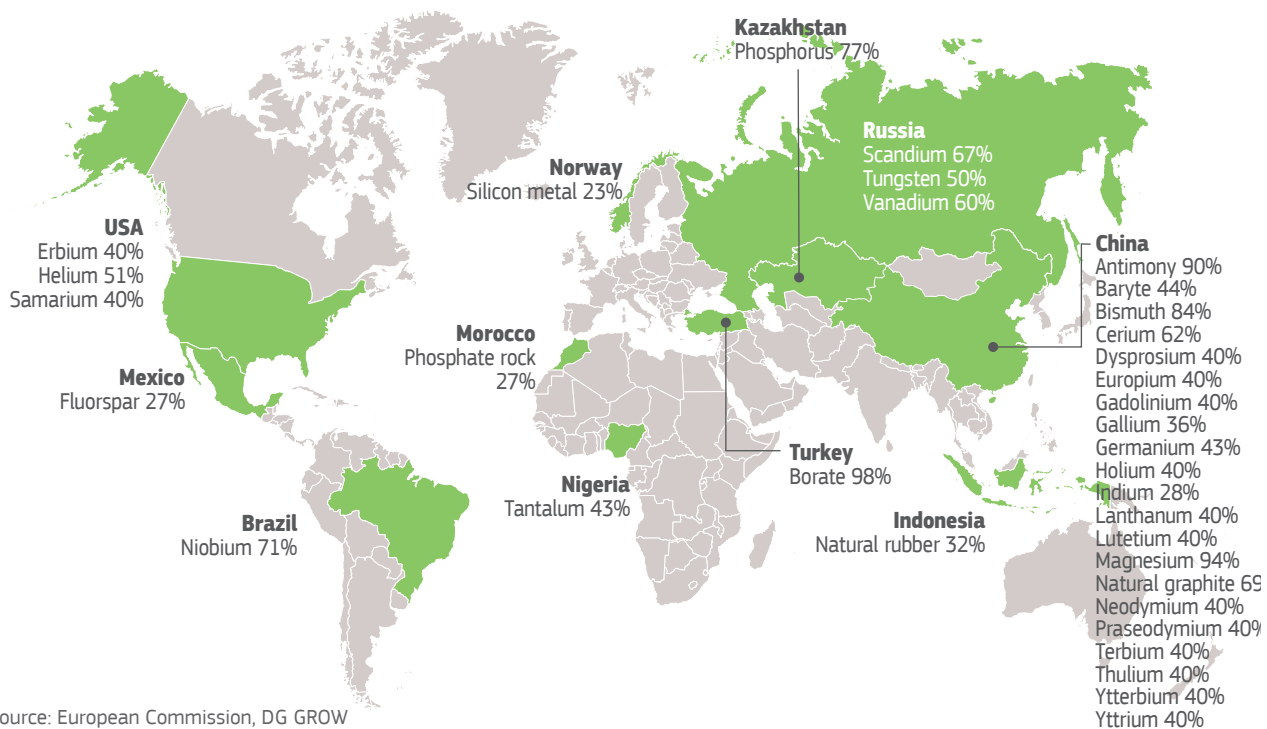 Kazakhstan
Phosphorus 77%
Russia
Scandium 67%
Tungsten 50%
Vanadium 60%
Norway
Silicon metal 23%
USA
Erbium 40%
Helium 51%
Samarium 40%
China
Antimony 90%
Baryte 44%
Bismuth 84%
Cerium 62%
Dysprosium 40%
Europium 40%
Gadolinium 40%
Gallium 36%
Germanium 43%
Holium 40%
Indium 28%
Lanthanum 40%
Lutetium 40%
Magnesium 94%
Natural graphite 69
Neodymium 40%
Praseodymium 40%
Terbium 40%
Thulium 40%
Ytterbium 40%
Yttrium 40%
Morocco
Phosphate rock
27%
Mexico
Fluorspar 27%
Turkey
Borate 98%
Nigeria
Tantalum 43%
Brazil
Niobium 71%
Indonesia
Natural rubber 32%
ource: European Commission, DG GROW